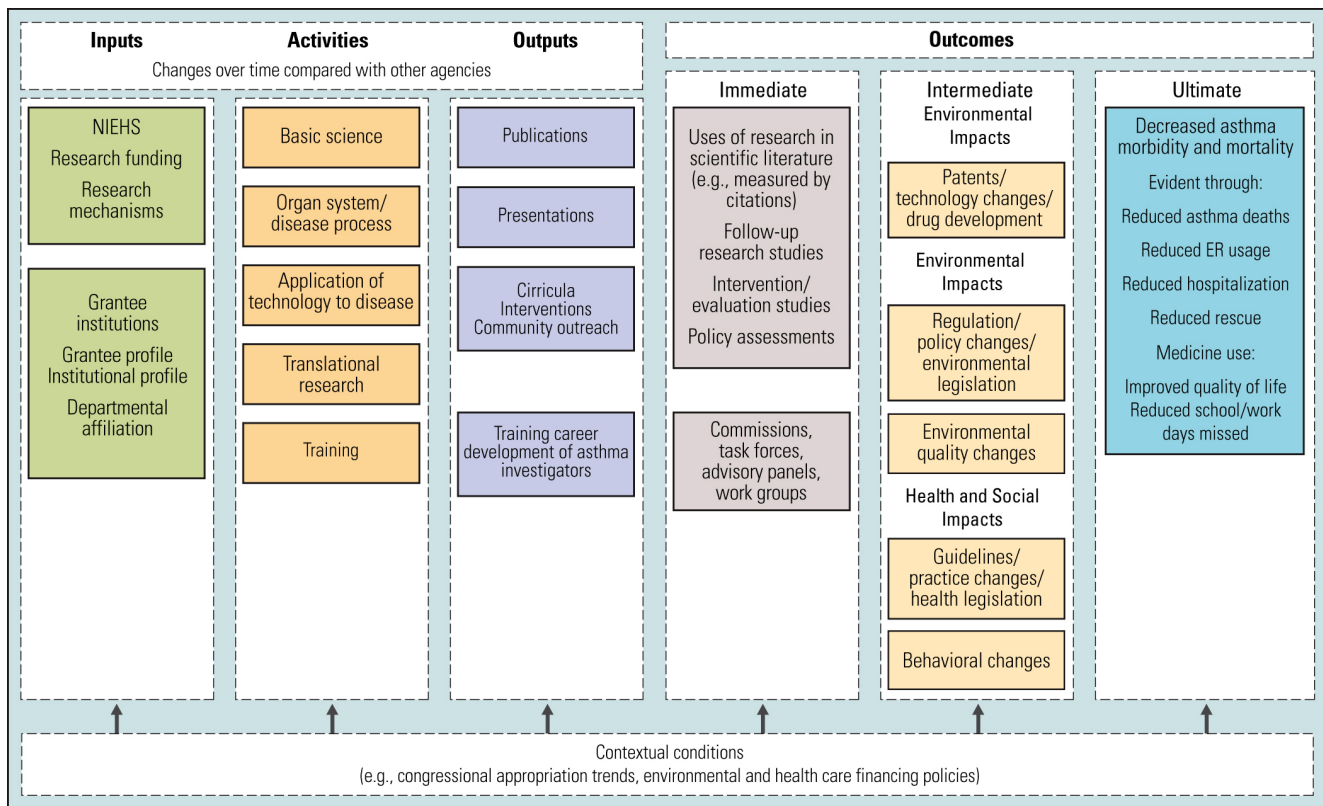 Inputs
Activities
Outputs
Changes over time compared with other agencies
Outcomes
NIEHS
Research funding
Research
mechanisms
Grantee
institutions
Grantee profile
Institutional profile
Departmental
affiliation
Basic science
Organ system/
disease process
Application of
technology to disease
Translational
research
Training
Publications
Presentations
Cirricula
Interventions
Community outreach
Training career
development of asthma
investigators
Immediate
Uses of research in
scientific literature
(e.g., measured by
citations)
Follow-up
research studies
Intervention/
evaluation studies
Policy assessments
Commissions,
task forces,
advisory panels,
work groups
Intermediate
Environmental
Impacts
Patents/
technology changes/
drug development
Environmental
Impacts
Regulation/
policy changes/
environmental
legislation
Environmental
quality changes
Health and Social
Impacts
Guidelines/
practice changes/
health legislation
Behavioral changes
Ultimate
Decreased asthma
morbidity and mortality
Evident through:
Reduced asthma deaths
Reduced ER usage
Reduced hospitalization
Reduced rescue
Medicine use:
Improved quality of life
Reduced school/work
days missed
Contextual conditions
(e.g., congressional appropriation trends, environmental and health care financing policies)